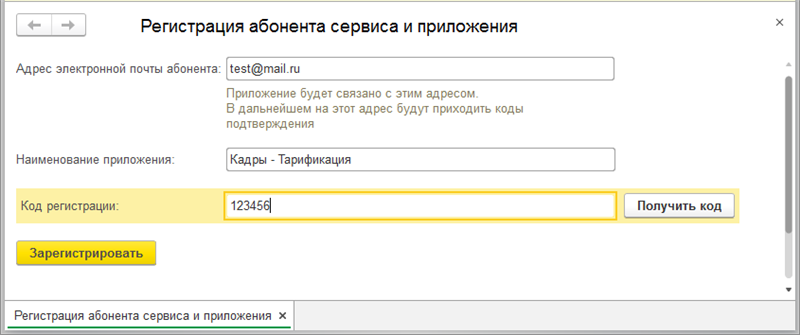 Регистрация абонента сервиса и приложения
Адрес электронной почты абонента: test@mail.ru
Приложение будет связано с этим адресом.
В дальнейшем на этот адрес будут приходить коды
подтверждения
Наименование приложения: Кадры - Тарификация
Код регистрации: 123456 Получить код
Зарегистрировать
Регистрация абонента сервиса и приложения